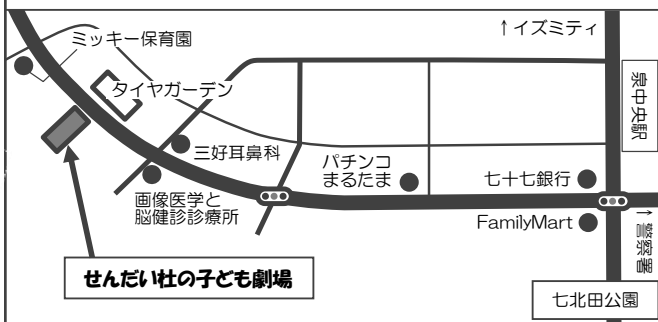 ↑イズミティ
ミッキー保育園
タイヤガーデン
泉中央駅
三好耳鼻科
パチンコ
まるたま
七十七銀行
画像医学と
脳健診診療所
FamilyMart
↑警察署
せんだい杜の子ども劇場
七北田公園